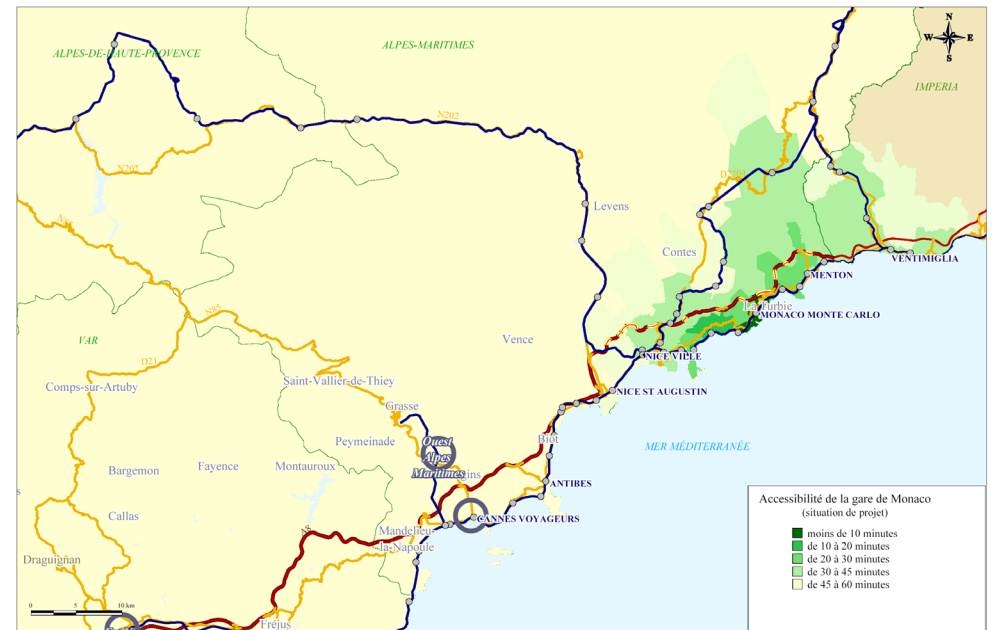 N
W E
S
ALPES-DE-HAUTE-PROVENCE
ALPES-MARITIMES
IMPERIA
N202
N202
Levens
N85
Contes
VENTIMIGLIA
MENTON
La Turbie
MONACO MONTE CARLO
N85
VAR
Vence
NICE VILLE
D21
Comps-sur-Artuby
Saint-Vallier-de-Thiey
NICE ST AUGUSTIN
Grasse
Peymeinade
Ouest
Alpes
Maritimes
Biot
MER MÉDITERRANÉE
Bargemon
Fayence
Montauroux
ANTIBES
Callas
CANNES VOYAGEURS
A8
Mandelieu
-la-Napoule
Draguignan
Accessibilité de la gare de Monaco
(situation de projet)
moins de 10 minutes
de 10 à 20 minutes
de 20 à 30 minutes
de 30 à 45 minutes
de 45 à 60 minutes
0 5 10 km
Fréjus